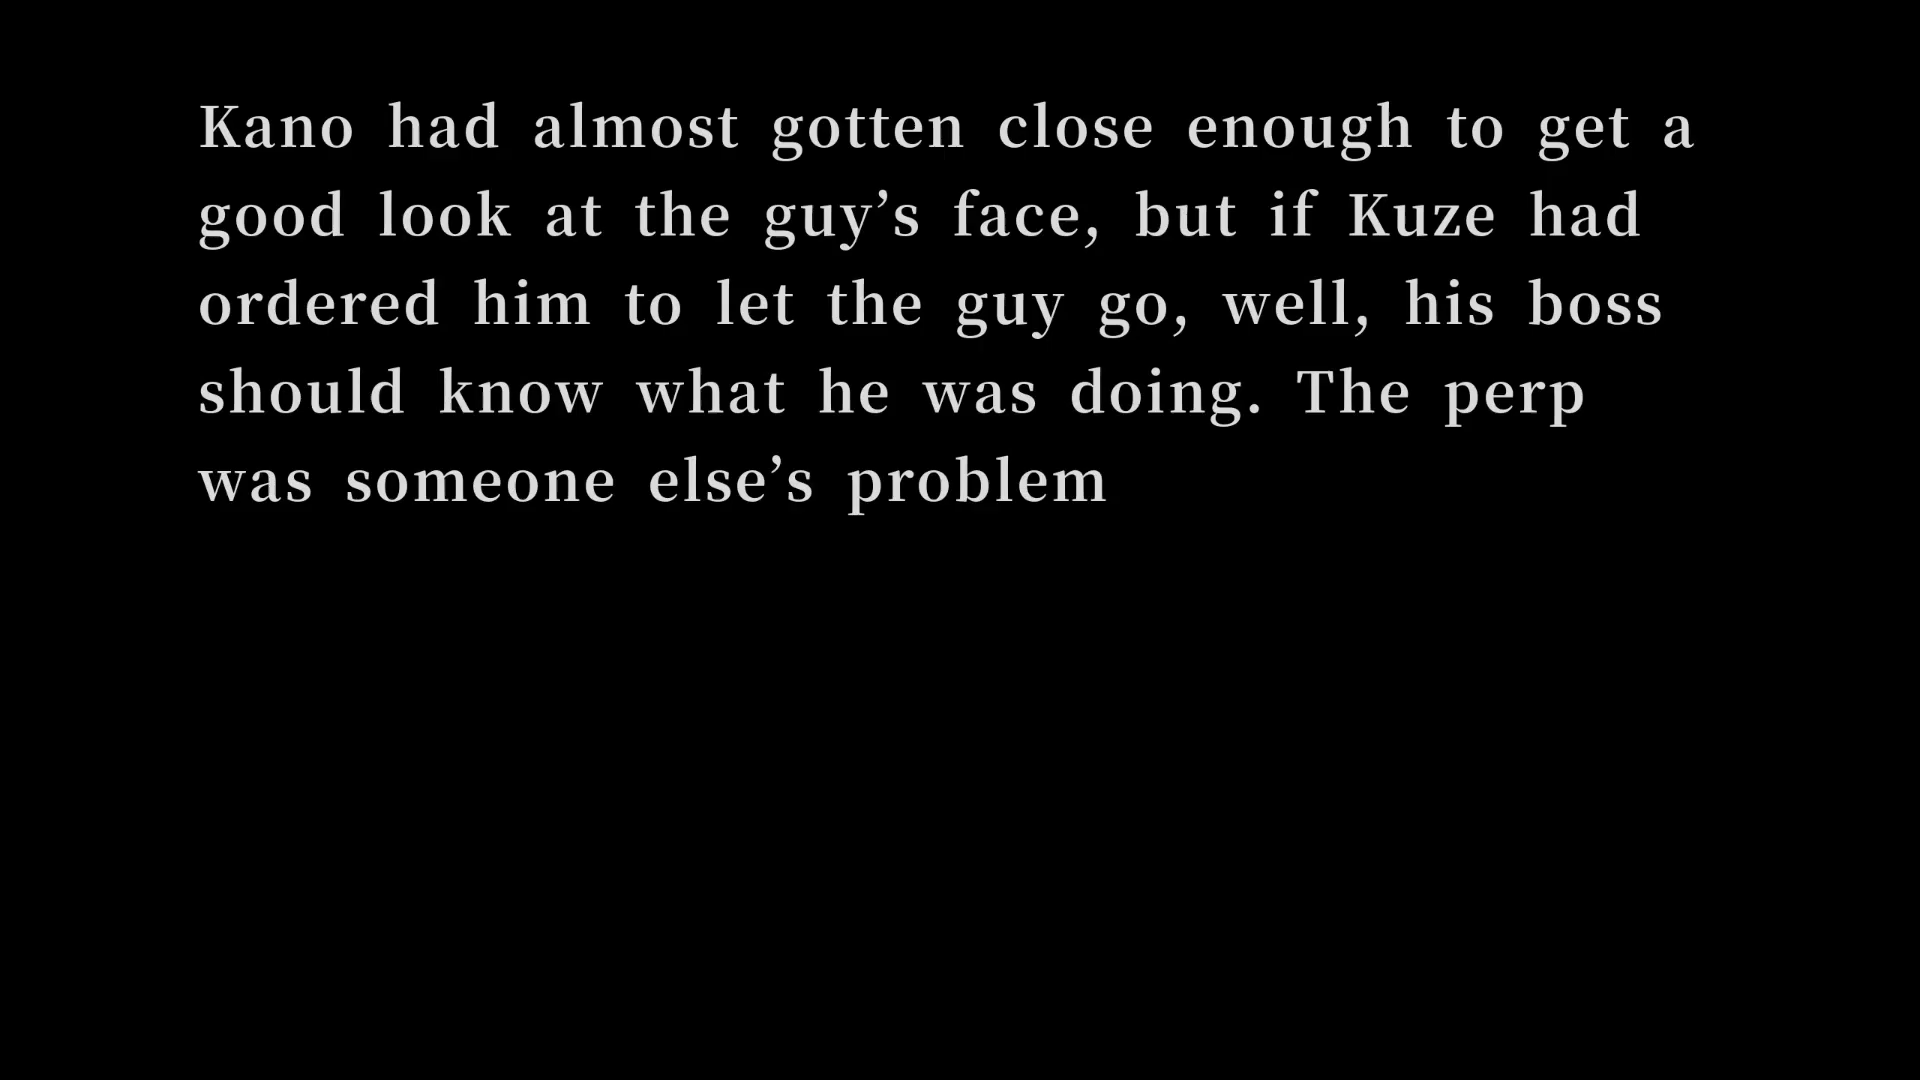 Kano had almost gotten close enough to get a
good look at the guy’s face, but if Kuze had
ordered him to let the guy go, well, his boss
should know what he was doing. The perp
was someone else’s problem